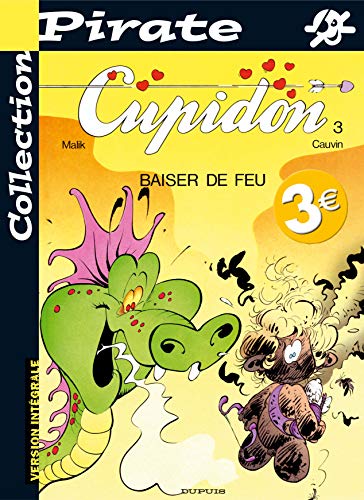 Pirate
Collection
Cupidon
3
Malik
Cauvin
BAISER DE FEU
3€
VERSION INTÉGRALE
DUPUIS